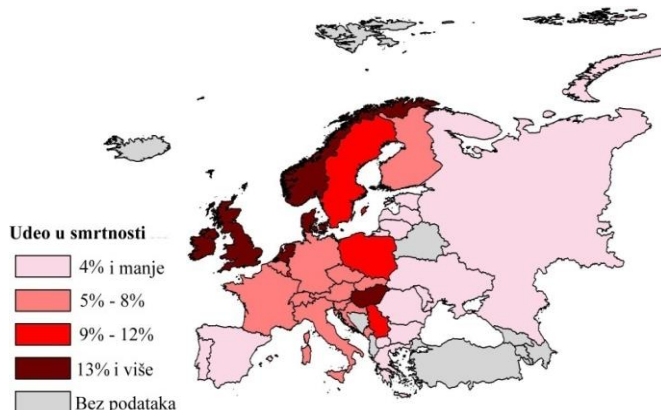 Udeo u smrtnosti
4% i manje
5% - 8%
9% - 12%
13% i više
Bez podataka